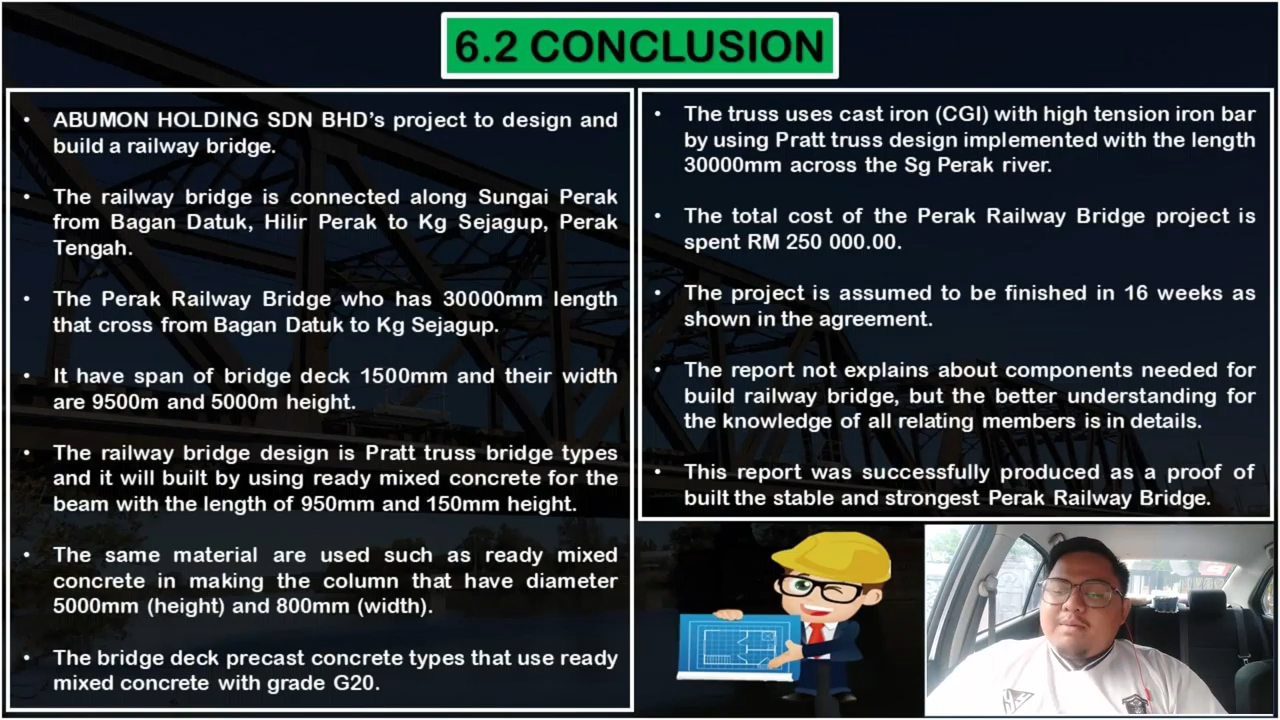 6.2 CONCLUSION
• ABUMON HOLDING SDN BHD's project to design and
build a railway bridge.
• The railway bridge is connected along Sungai Perak
from Bagan Datuk, Hilir Perak to Kg Sejagup, Perak
Tengah.
• The Perak Railway Bridge who has 30000mm length
that cross from Bagan Datuk to Kg Sejagup.
• It have span of bridge deck 1500mm and their width
are 9500m and 5000m height.
• The railway bridge design is Pratt truss bridge types
and it will built by using ready mixed concrete for the
beam with the length of 950mm and 150mm height.
• The same material are used such as ready mixed
concrete in making the column that have diameter
5000mm (height) and 800mm (width).
• The bridge deck precast concrete types that use ready
mixed concrete with grade G20.
• The truss uses cast iron (CGI) with high tension iron bar
by using Pratt truss design implemented with the length
30000mm across the Sg Perak river.
• The total cost of the Perak Railway Bridge project is
spent RM 250 000.00.
• The project is assumed to be finished in 16 weeks as
shown in the agreement.
• The report not explains about components needed for
build railway bridge, but the better understanding for
the knowledge of all relating members is in details.
• This report was successfully produced as a proof of
built the stable and strongest Perak Railway Bridge.